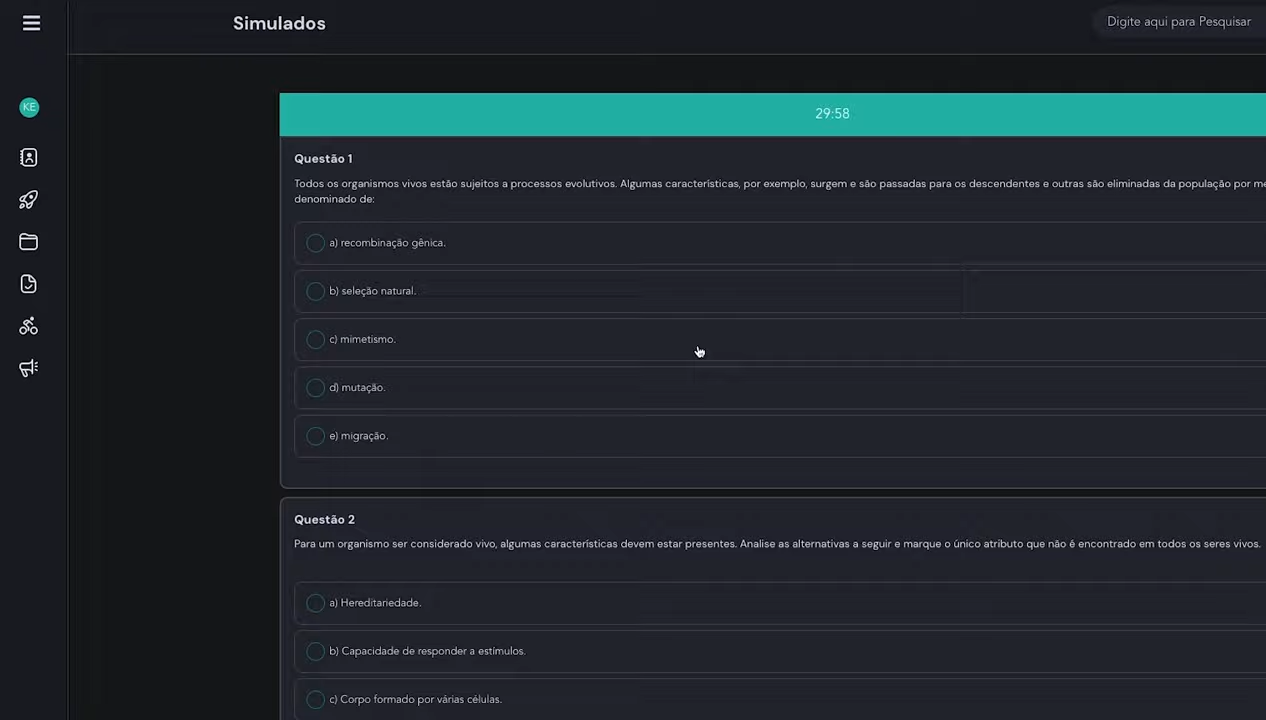 Simulados
Digite aqui para Pesquisar
KE
29:58
Questão 1
Todos os organismos vivos estão sujeitos a processos evolutivos. Algumas características, por exemplo, surgem e são passadas para os descendentes e outras são eliminadas da população por
denominado de:
a) recombinação gênica.
b) seleção natural.
c) mimetismo.
d) mutação.
e) migração.
Questão 2
Para um organismo ser considerado vivo, algumas características devem estar presentes. Analise as alternativas a seguir e marque o único atributo que não é encontrado em todos os seres vivos.
a) Hereditariedade.
b) Capacidade de responder a estímulos.
c) Corpo formado por várias células.